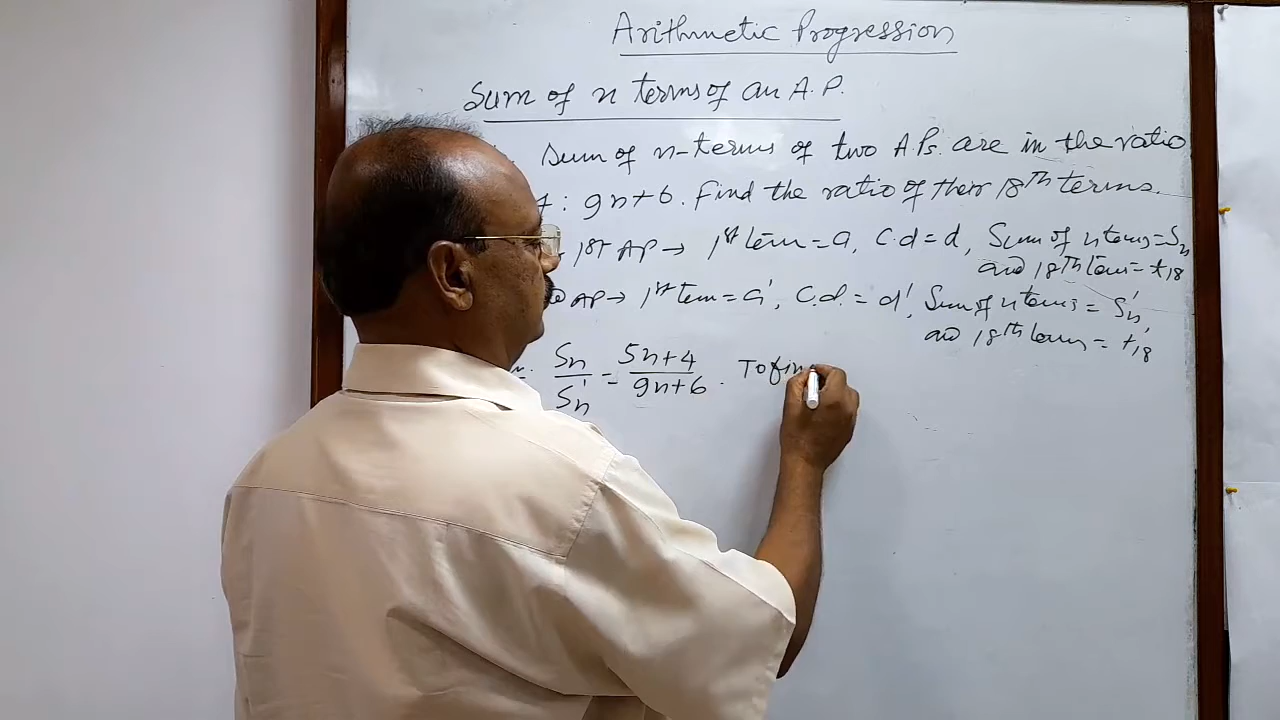 Arithmetic Progression
Sum of n terms of an A.P.
Sum of n-terms of two A.Ps. are in the ratio
: 9n+6. Find the ratio of their 18th terms.
1st AP → 1st term = a, C.d = d, Sum of n terms = Sn
and 18th term = t18
AP → 1st term = a', C.d. = d', Sum of n terms = S'n,
and 18th term = t'18
Sn/S'n = 5n+4/9n+6. To fin